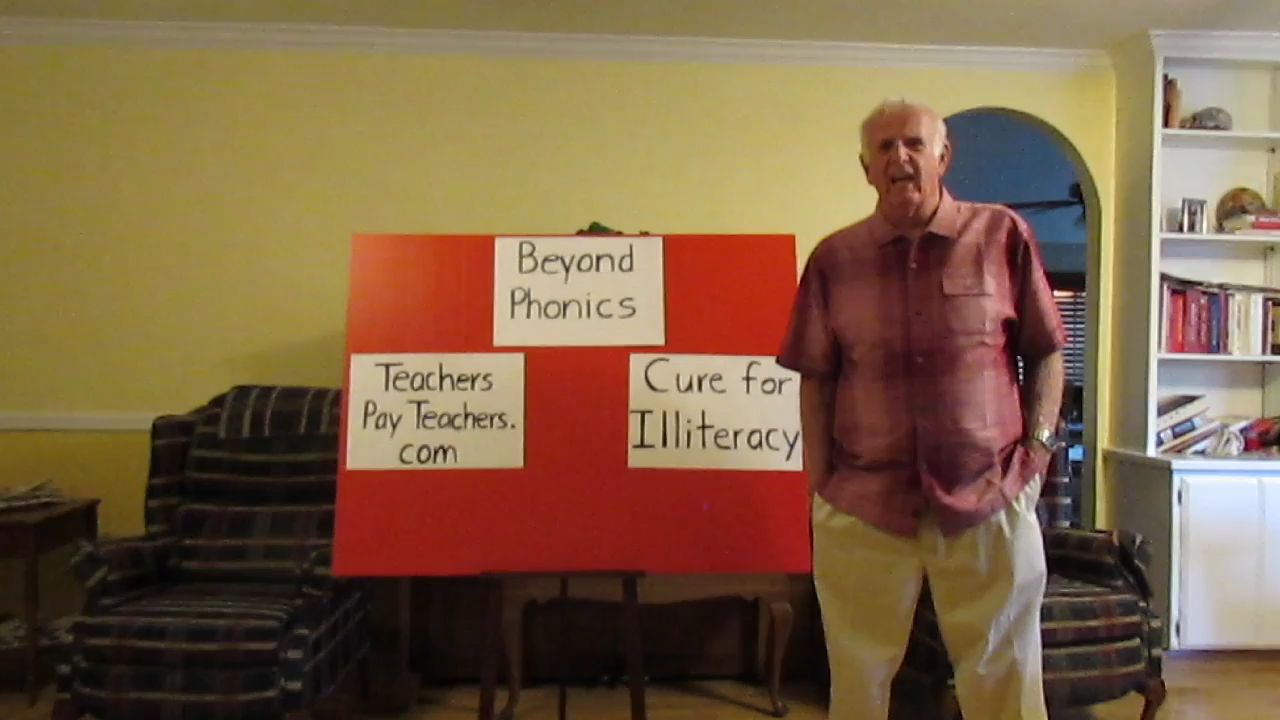 Beyond
Phonics
Teachers
Pay Teachers.
com
Cure for
Illiteracy